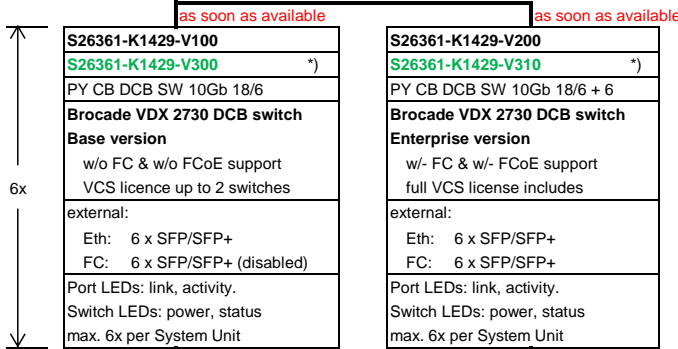 as soon as available
as soon as available
6x
S26361-K1429-V100
S26361-K1429-V300 *)
PY CB DCB SW 10Gb 18/6
Brocade VDX 2730 DCB switch
Base version
w/o FC & w/o FCoE support
VCS licence up to 2 switches
external:
Eth: 6 x SFP/SFP+
FC: 6 x SFP/SFP+ (disabled)
Port LEDs: link, activity.
Switch LEDs: power, status
max. 6x per System Unit
S26361-K1429-V200
S26361-K1429-V310 *)
PY CB DCB SW 10Gb 18/6 + 6
Brocade VDX 2730 DCB switch
Enterprise version
w/- FC & w/- FCoE support
full VCS license includes
external:
Eth: 6 x SFP/SFP+
FC: 6 x SFP/SFP+
Port LEDs: link, activity.
Switch LEDs: power, status
max. 6x per System Unit